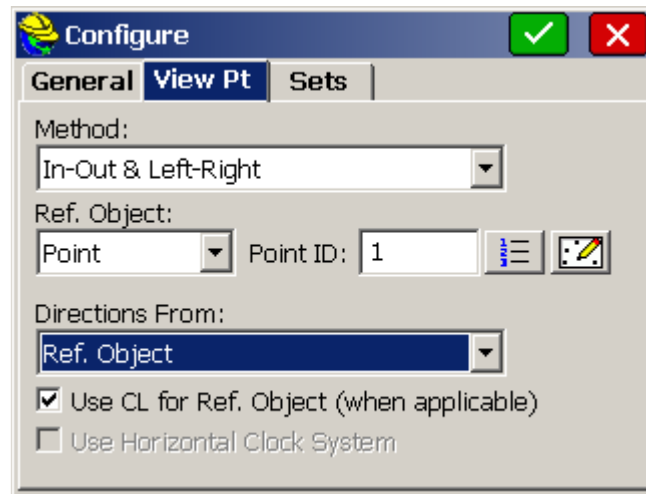 Configure
General View Pt Sets
Method:
In-Out & Left-Right
Ref. Object:
Point Point ID: 1
Directions From:
Ref. Object
Use CL for Ref. Object (when applicable)
Use Horizontal Clock System